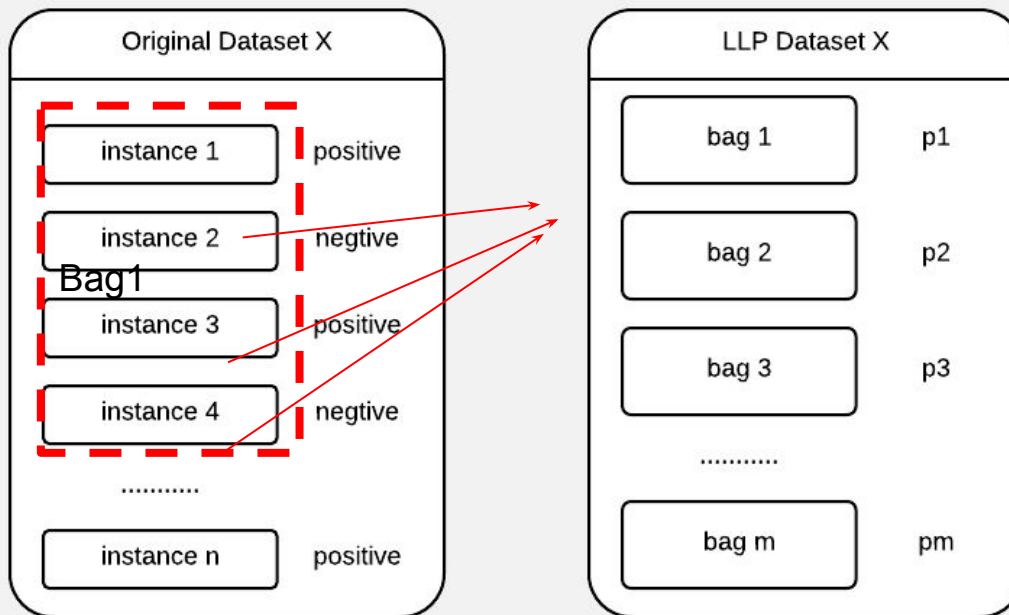 Original Dataset X
instance 1 positive
instance 2 negtive
Bag1
instance 3 positive
instance 4 negtive
...........
instance n positive
LLP Dataset X
bag 1 p1
bag 2 p2
bag 3 p3
...........
bag m pm